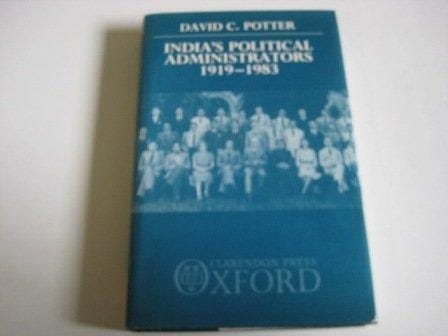 DAVID C. POTTER
INDIA'S POLITICAL
ADMINISTRATORS
1919–1983
CLARENDON PRESS
OXFORD